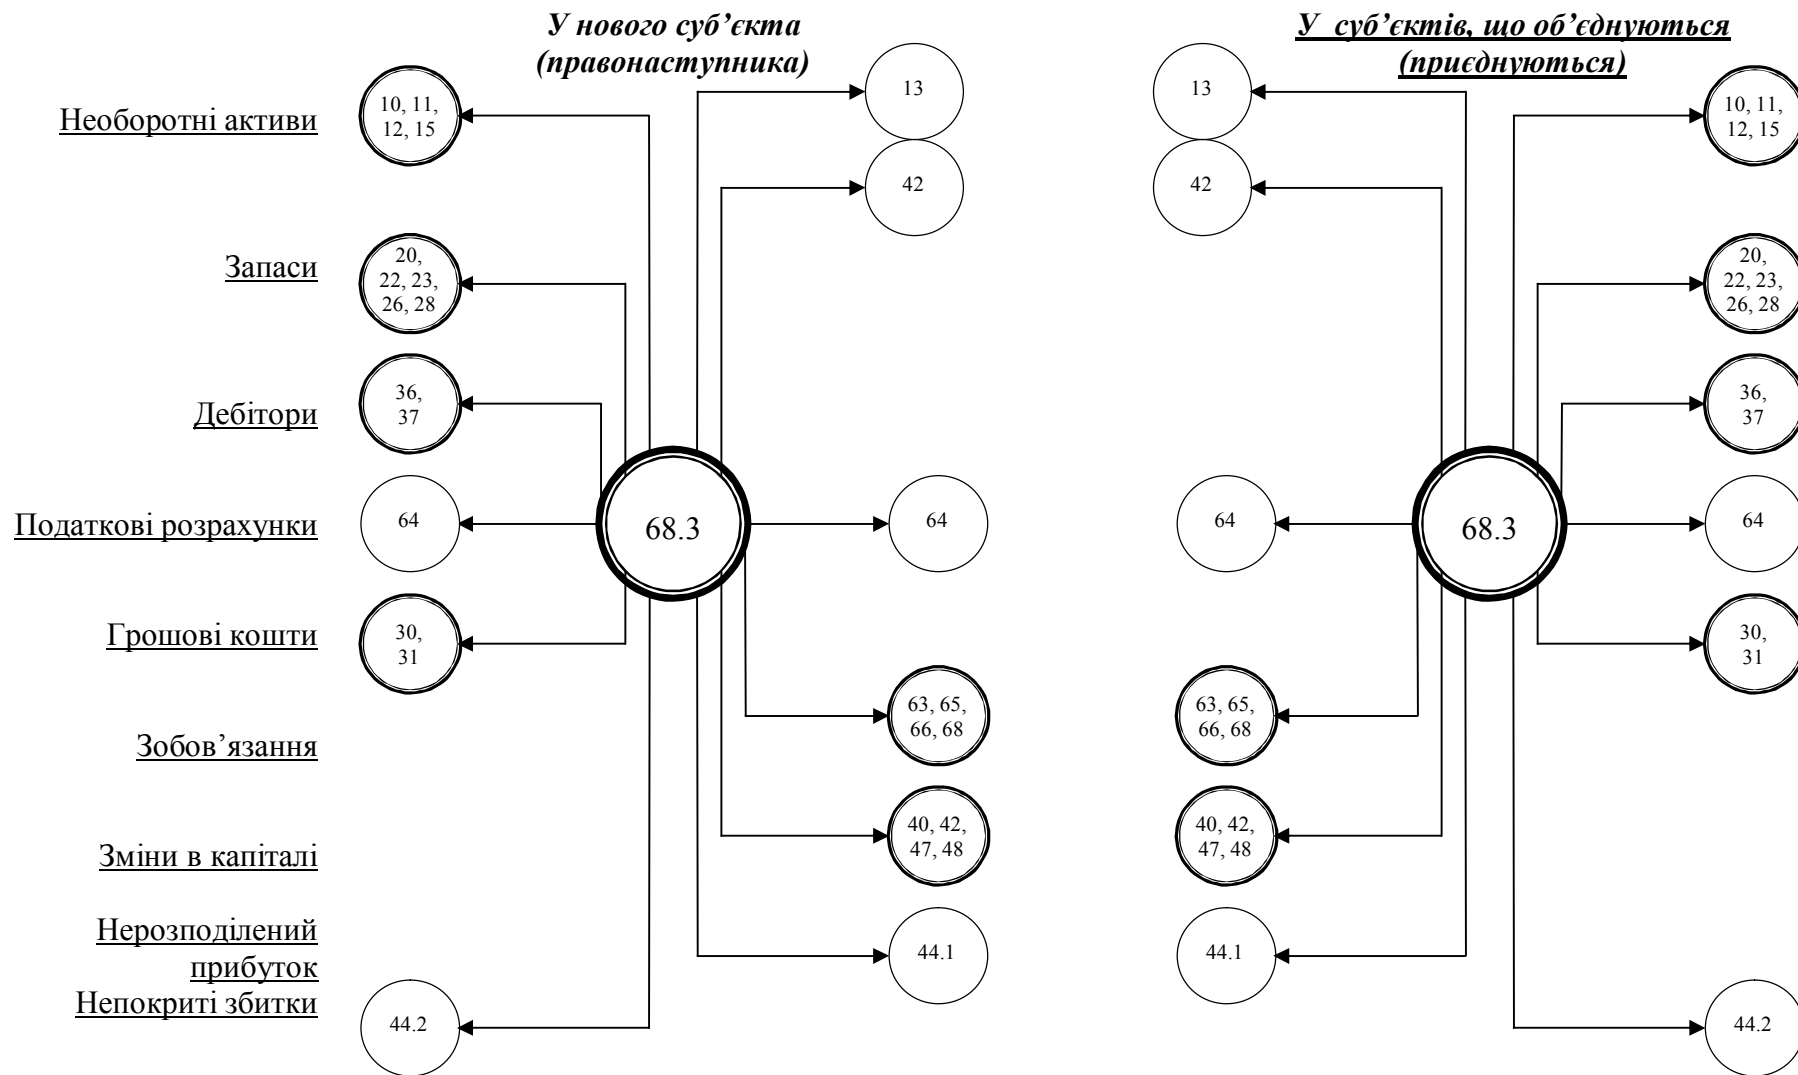 У нового суб’єкта
(правонаступника)
У суб’єктів, що об’єднуються
(приєднуються)
Необоротні активи
10, 11,
12, 15
13
13
10, 11,
12, 15
42
42
Запаси
20,
22, 23,
26, 28
20,
22, 23,
26, 28
Дебітори
36,
37
36,
37
Податкові розрахунки
64
68.3
64
64
68.3
64
Грошові кошти
30,
31
30,
31
Зобов’язання
63, 65,
66, 68
63, 65,
66, 68
Зміни в капіталі
40, 42,
47, 48
40, 42,
47, 48
Нерозподілений
прибуток
44.1
44.1
Непокриті збитки
44.2
44.2